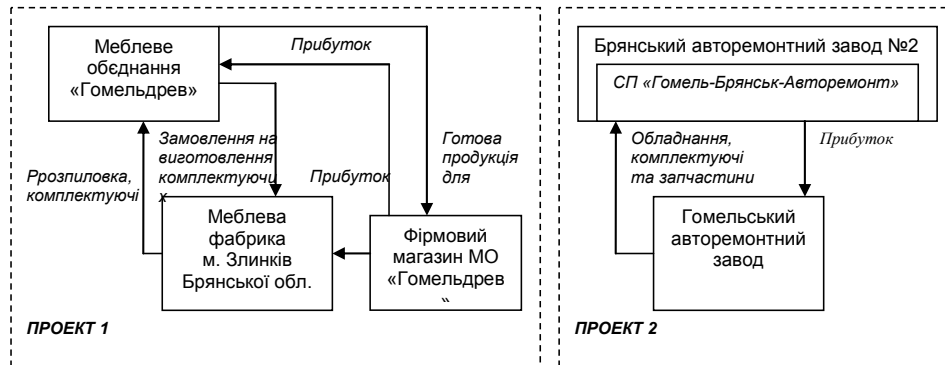 Меблеве
обєднання
«Гомельдрев»
Прибуток
Замовлення на
виготовлення
комплектуючи
х
Ррозпиловка,
комплектуючі
Прибуток
Готова
продукція
для
Меблева
фабрика
м. Злинків
Брянської обл.
Фірмовий
магазин МО
«Гомельдрев
»
ПРОЕКТ 1
Брянський авторемонтний завод №2
СП «Гомель-Брянськ-Авторемонт»
Обладнання,
комплектуючі
та запчастини
Прибуток
Гомельський
авторемонтний
завод
ПРОЕКТ 2